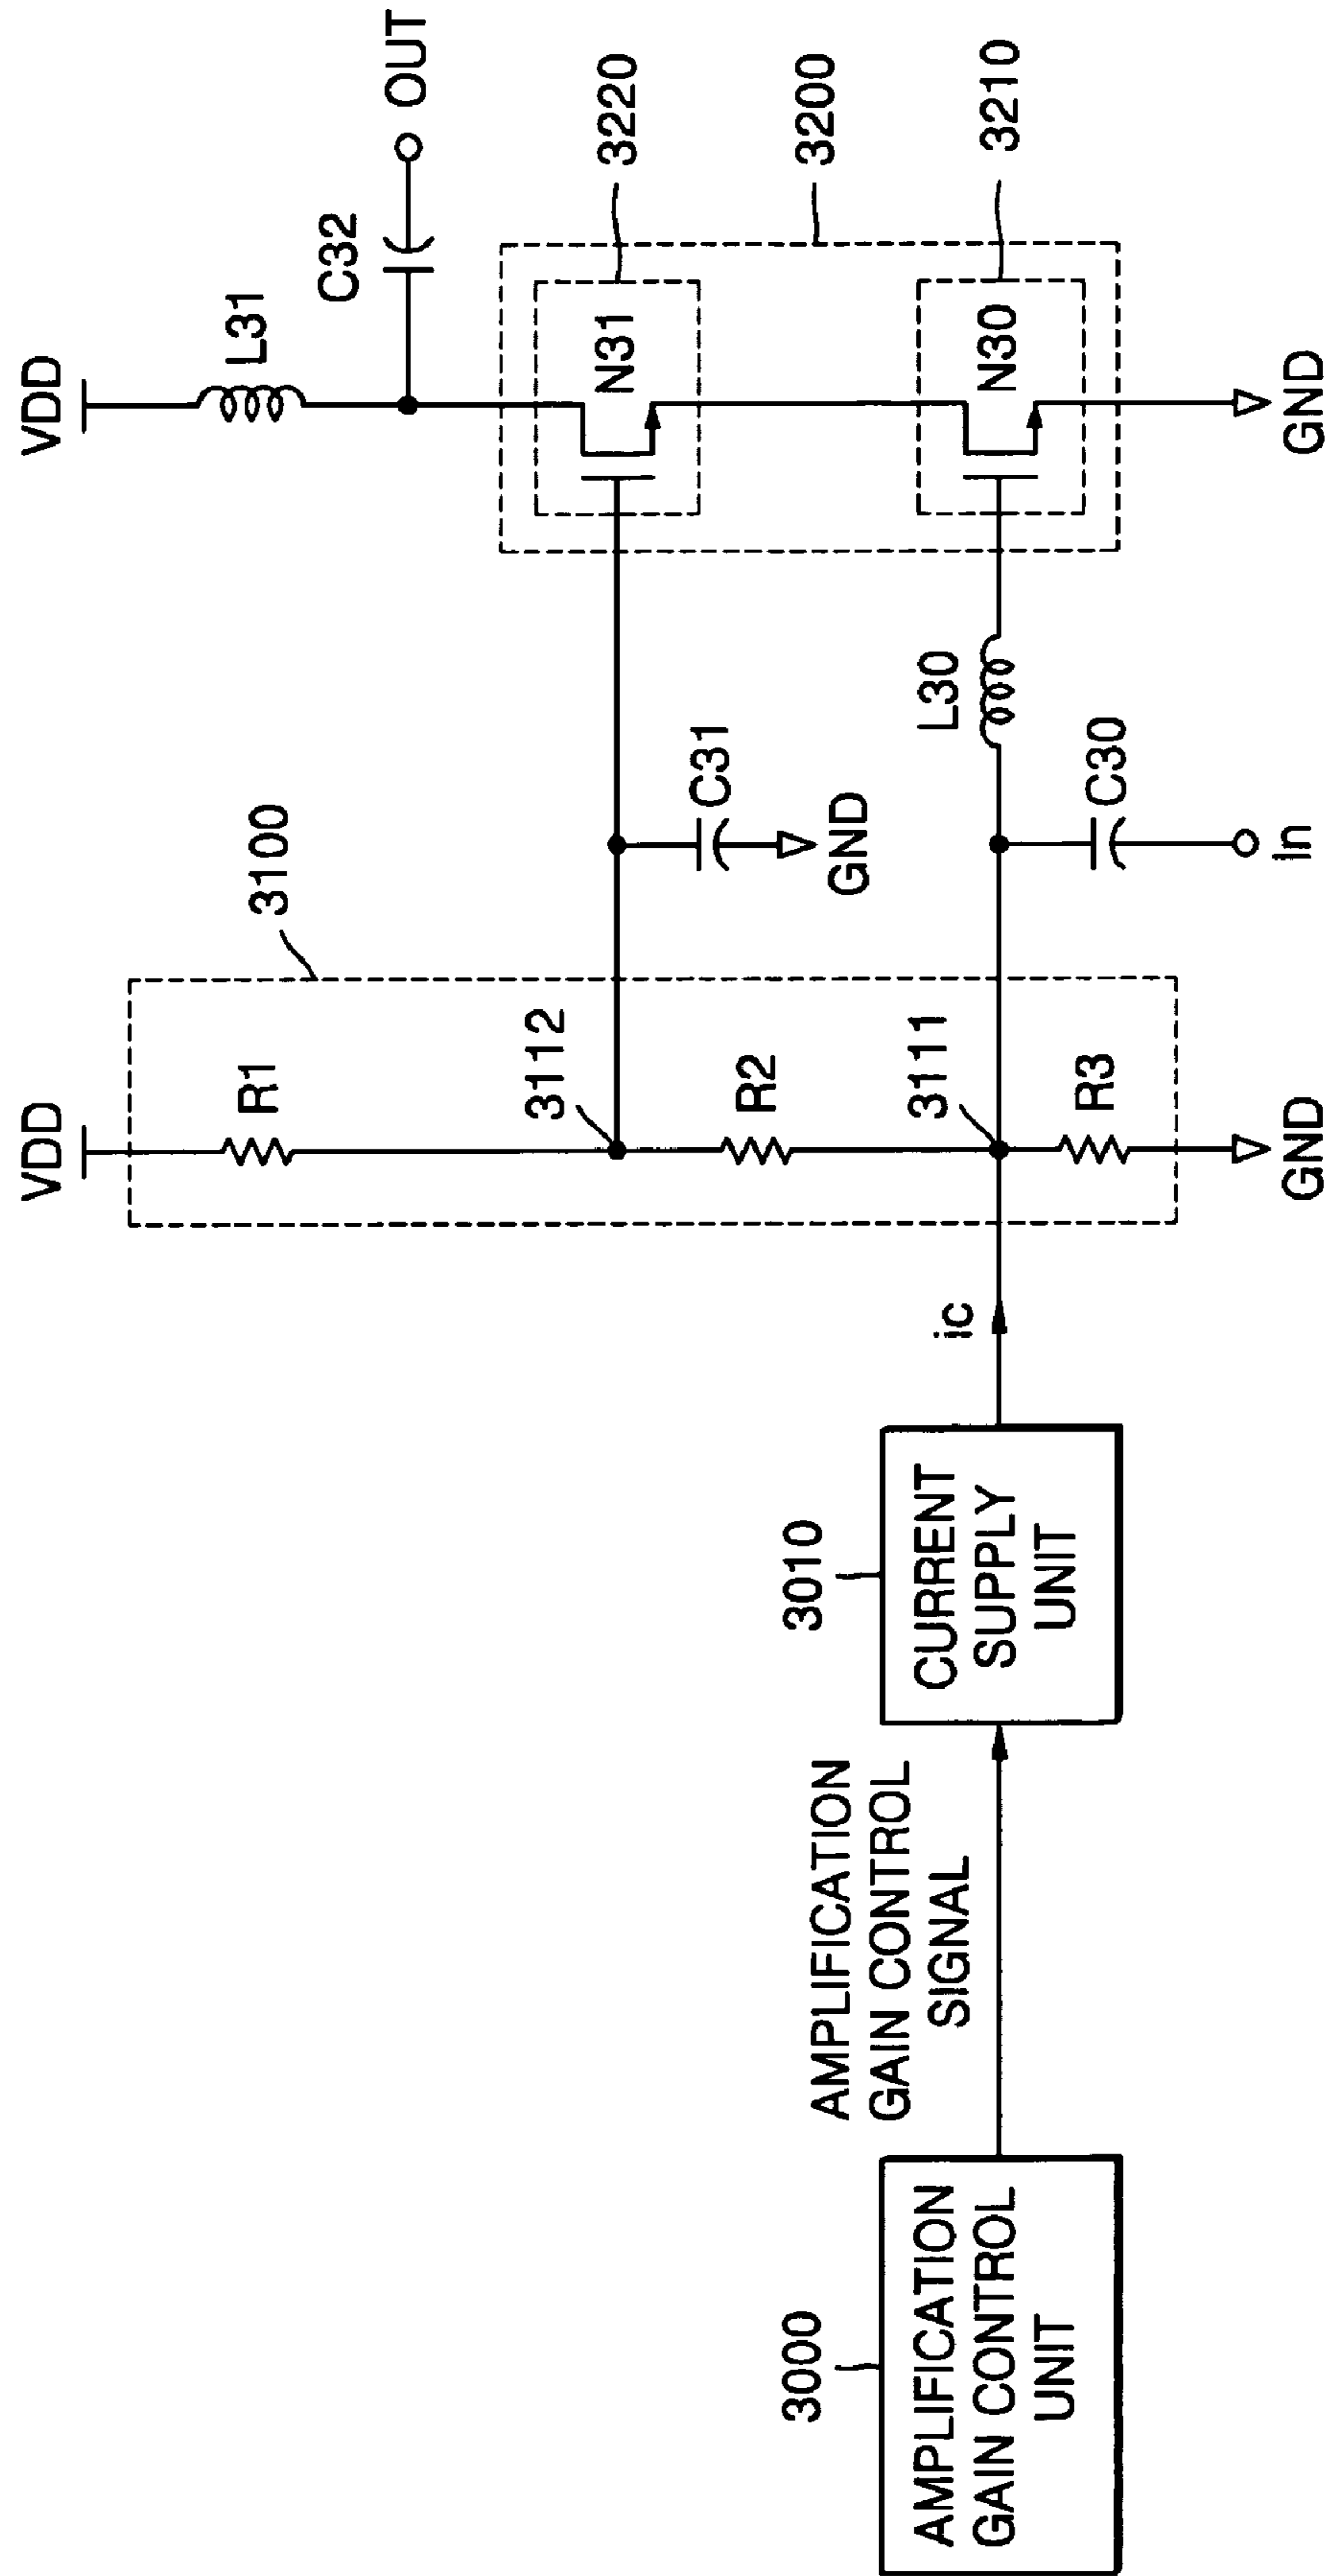 VDD
VDD
L31
C32
OUT
3100
R1
3112
R2
3111
R3
GND
C31
GND
L30
C30
In
N31
N30
3220
3200
3210
GND
ic
3010
CURRENT
SUPPLY
UNIT
AMPLIFICATION
GAIN CONTROL
SIGNAL
3000
AMPLIFICATION
GAIN CONTROL
UNIT